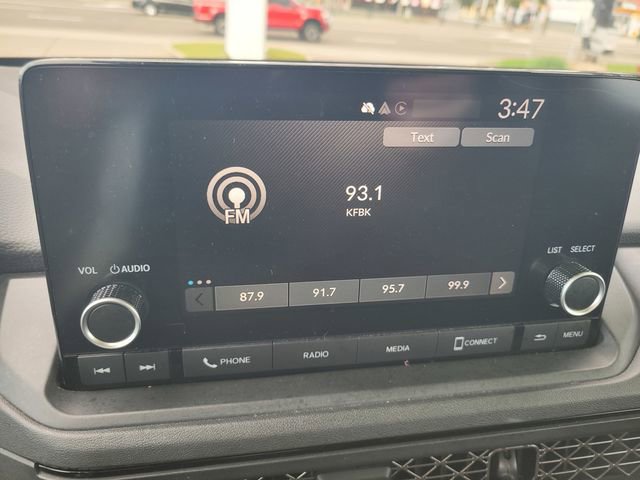 3:47
Text Scan
FM
93.1
KFBK
LIST SELECT
VOL AUDIO
87.9 91.7 95.7 99.9
PHONE RADIO MEDIA CONNECT MENU